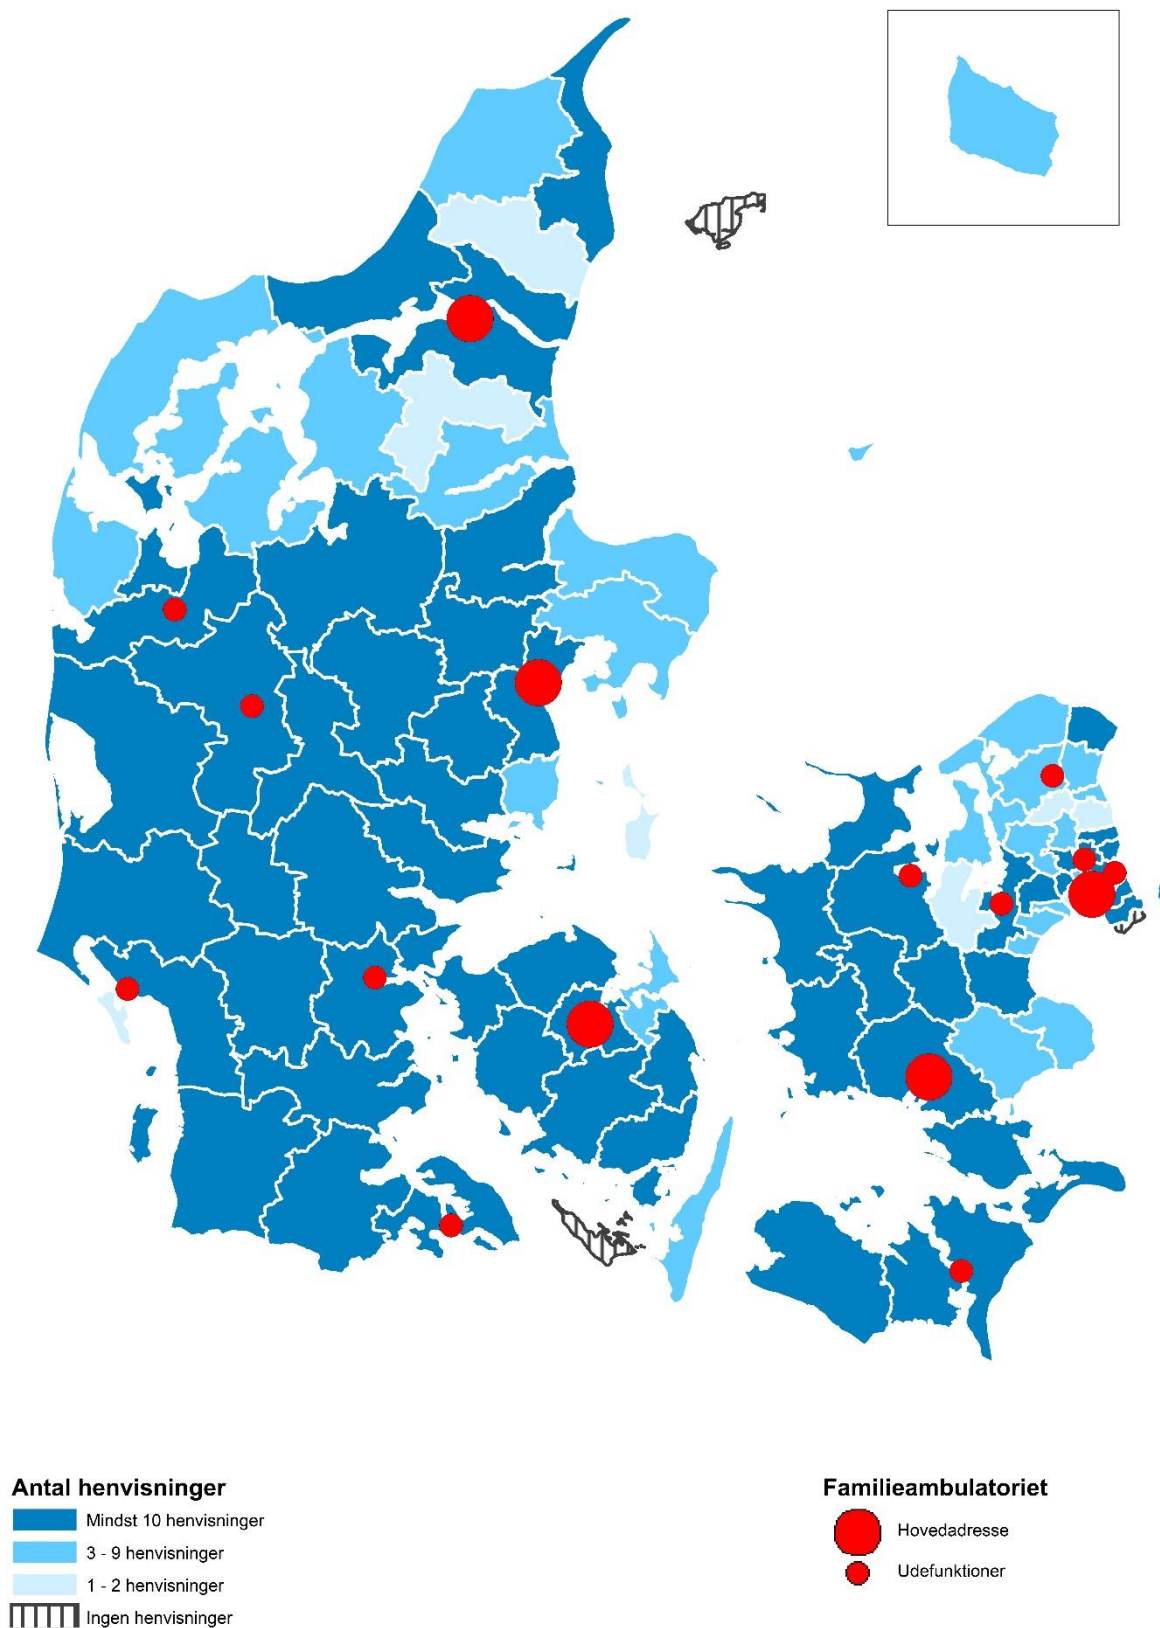 Antal henvisninger
Mindst 10 henvisninger
3 - 9 henvisninger
1 - 2 henvisninger
Ingen henvisninger
Familieambulatoriet
Hovedadresse
Udefunktioner